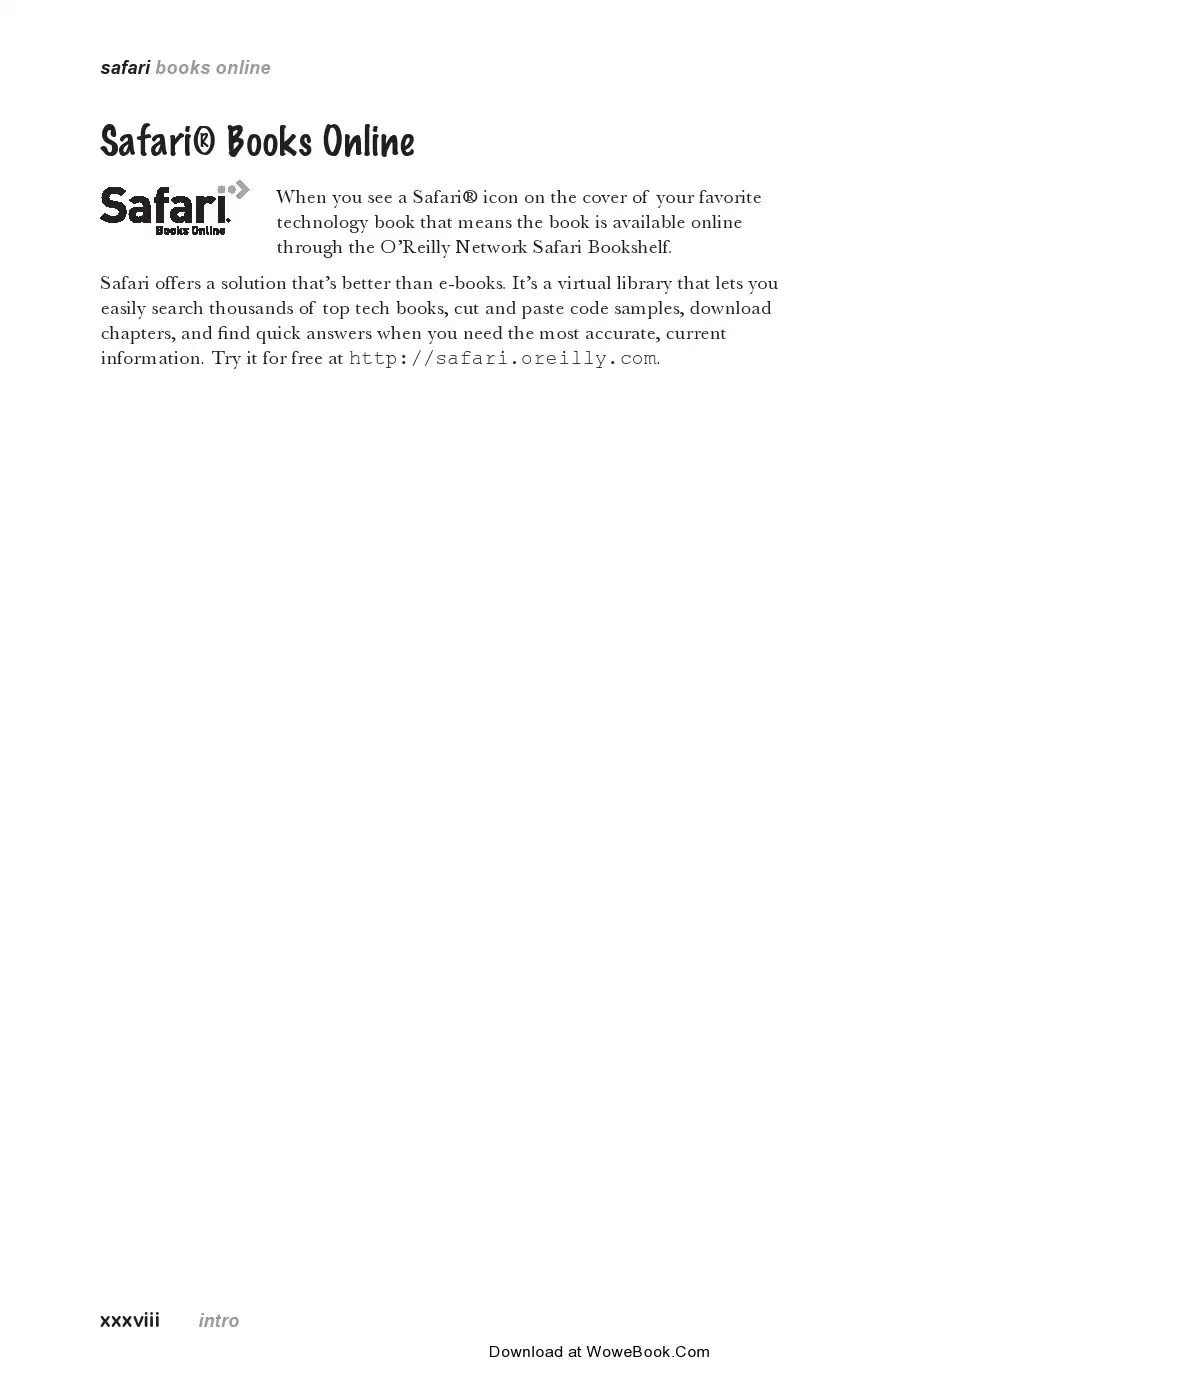 safari books online
Safari® Books Online
Safari
Books Online
When you see a Safari® icon on the cover of your favorite
technology book that means the book is available online
through the O’Reilly Network Safari Bookshelf.
Safari offers a solution that’s better than e-books. It’s a virtual library that lets you
easily search thousands of top tech books, cut and paste code samples, download
chapters, and find quick answers when you need the most accurate, current
information. Try it for free at http://safari.oreilly.com.
xxxviii intro
Download at WoweBook.Com